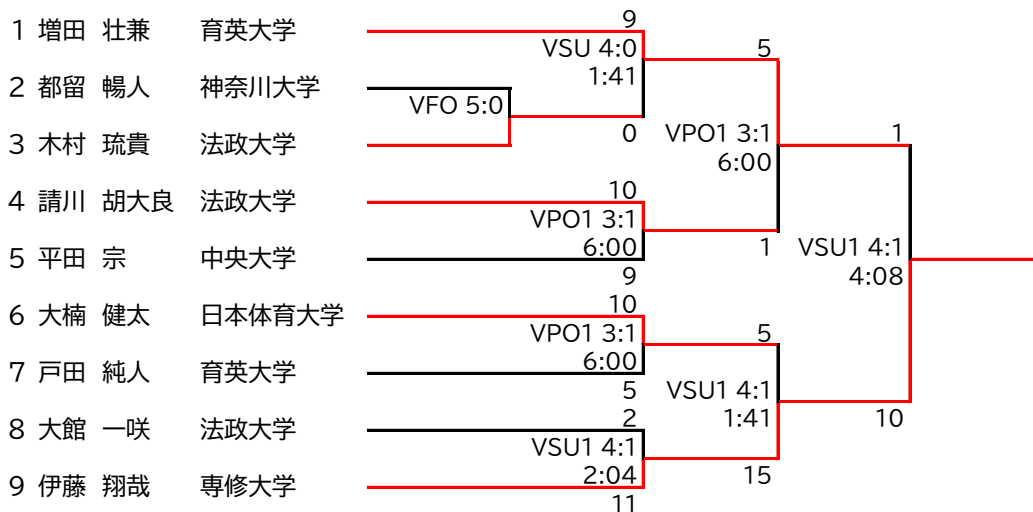 1 増田 壮兼 育英大学
2 都留 暢人 神奈川大学
3 木村 琉貴 法政大学
4 請川 胡大良 法政大学
5 平田 宗 中央大学
6 大楠 健太 日本体育大学
7 戸田 純人 育英大学
8 大館 一咲 法政大学
9 伊藤 翔哉 専修大学
VFO 5:0
9
VSU 4:0
1:41
0
10
VPO1 3:1
6:00
9
10
VPO1 3:1
6:00
5
2
VSU1 4:1
2:04
11
5
VPO1 3:1
6:00
1
5
VSU1 4:1
1:41
15
1
VSU1 4:1
4:08
10